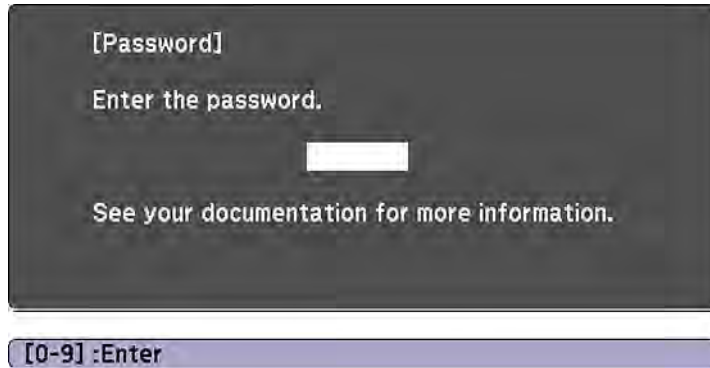 [Password]
Enter the password.
See your documentation for more information.
[0-9] :Enter